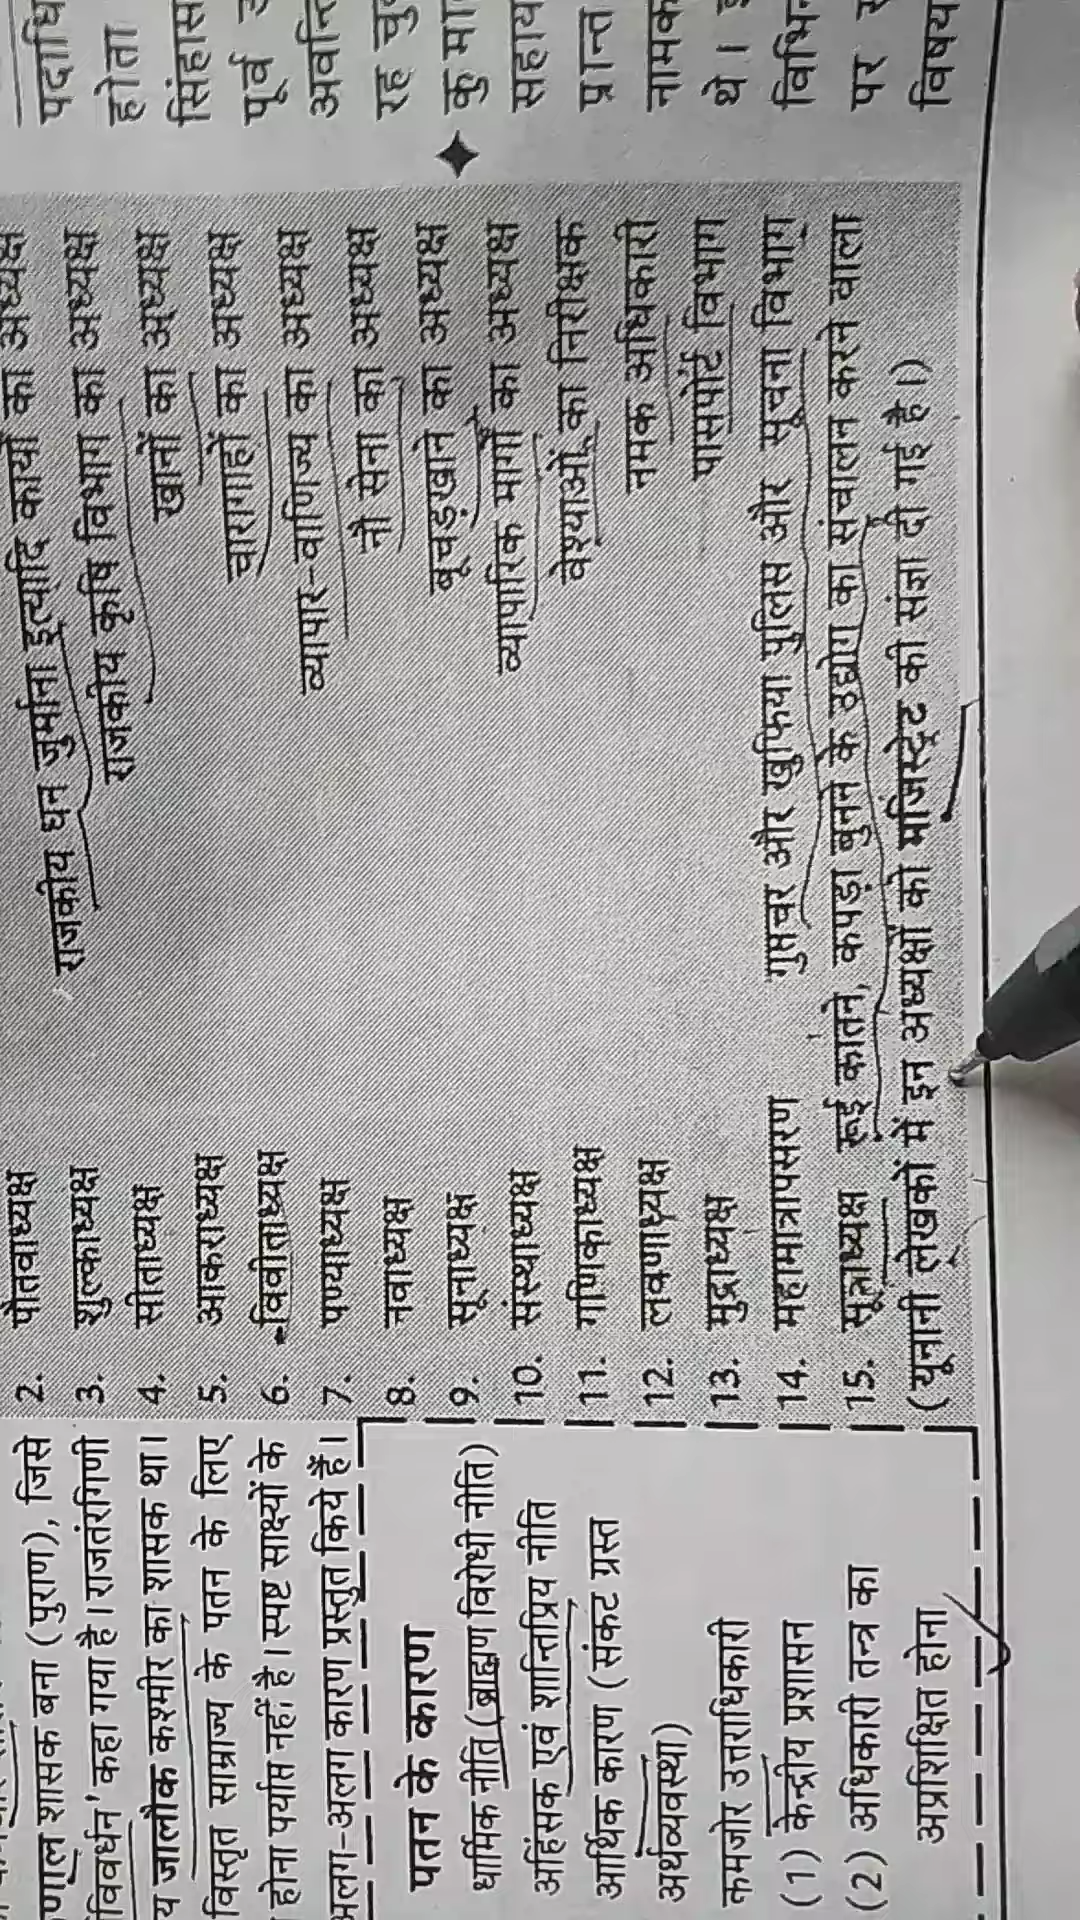 णाल शासक बना (पुराण), जिसे
विवर्धन' कहा गया है। राजतंरगिणी
य जालौक कश्मीर का शासक था।
विस्तृत साम्राज्य के पतन के लिए
होना पर्याप्त नहीं है। स्पष्ट साक्ष्यों के
अलग-अलग कारण प्रस्तुत किये हैं।
पतन के कारण
धार्मिक नीति (ब्राह्मण विरोधी नीति)
अहिंसक एवं शान्तिप्रिय नीति
आर्थिक कारण (संकट ग्रस्त
अर्थव्यवस्था)
कमजोर उत्तराधिकारी
(1) केन्द्रीय प्रशासन
(2) अधिकारी तन्त्र का
अप्रशिक्षित होना
2. पौतवाध्यक्ष का अध्यक्ष
3. शुल्काध्यक्ष राजकीय धन जुर्माना इत्यादि कार्यों का अध्यक्ष
4. सीताध्यक्ष राजकीय कृषि विभाग का अध्यक्ष
5. आकराध्यक्ष खानों का अध्यक्ष
6. विवीताध्यक्ष चारागाहों का अध्यक्ष
7. पण्याध्यक्ष व्यापार-वाणिज्य का अध्यक्ष
8. नवाध्यक्ष नौ सेना का अध्यक्ष
9. सूनाध्यक्ष बूचड़खाने का अध्यक्ष
10. संस्थाध्यक्ष व्यापारिक मार्गों का अध्यक्ष
11. गणिकाध्यक्ष वेश्याओं का निरीक्षक
12. लवणाध्यक्ष नमक अधिकारी
13. मुद्राध्यक्ष पासपोर्ट विभाग
14. महामात्रापसरण गुप्तचर और खुफिया पुलिस और सूचना विभाग
15. सूत्राध्यक्ष रूई कातने, कपड़ा बुनने के उद्योग का संचालन करने वाला
(यूनानी लेखकों में इन अध्यक्षों को मजिस्ट्रेट की संज्ञा दी गई है।)
पदाधि
होता
सिंहास
पूर्व
अवन्ति
रह चु
कुमा
सहाय
प्रान्त
नामक
थे।
विभिन
पर
विषय